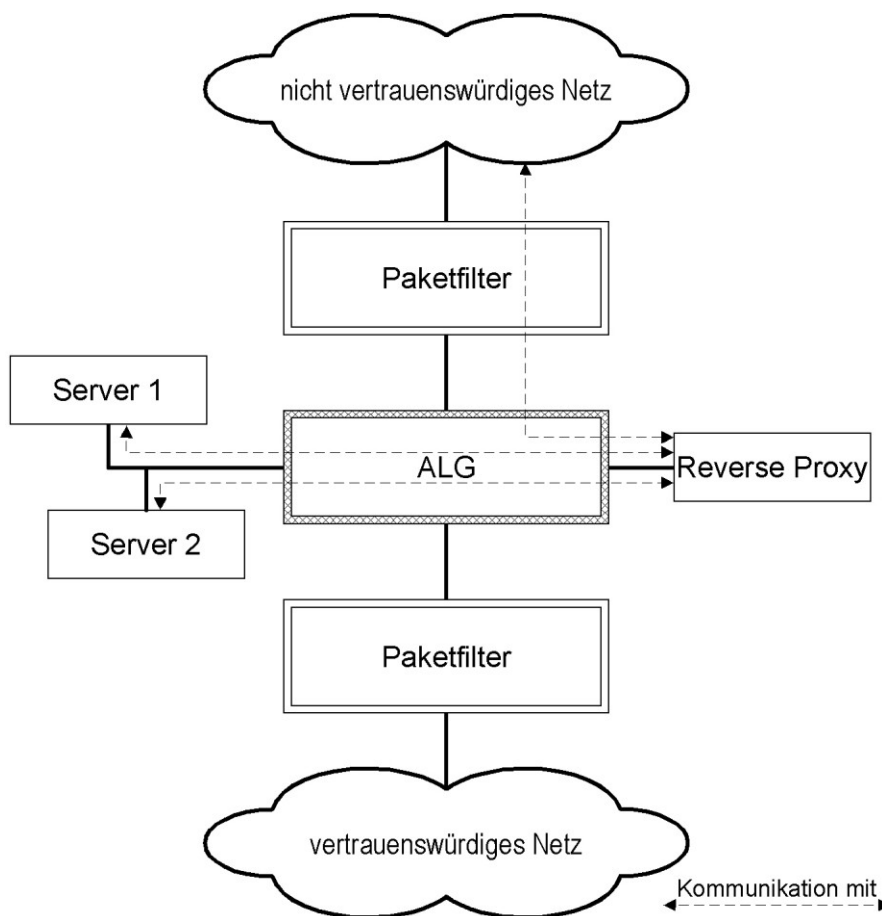 nicht vertrauenswürdiges Netz
Paketfilter
Server 1
ALG
Reverse Proxy
Server 2
Paketfilter
vertrauenswürdiges Netz
Kommunikation mit